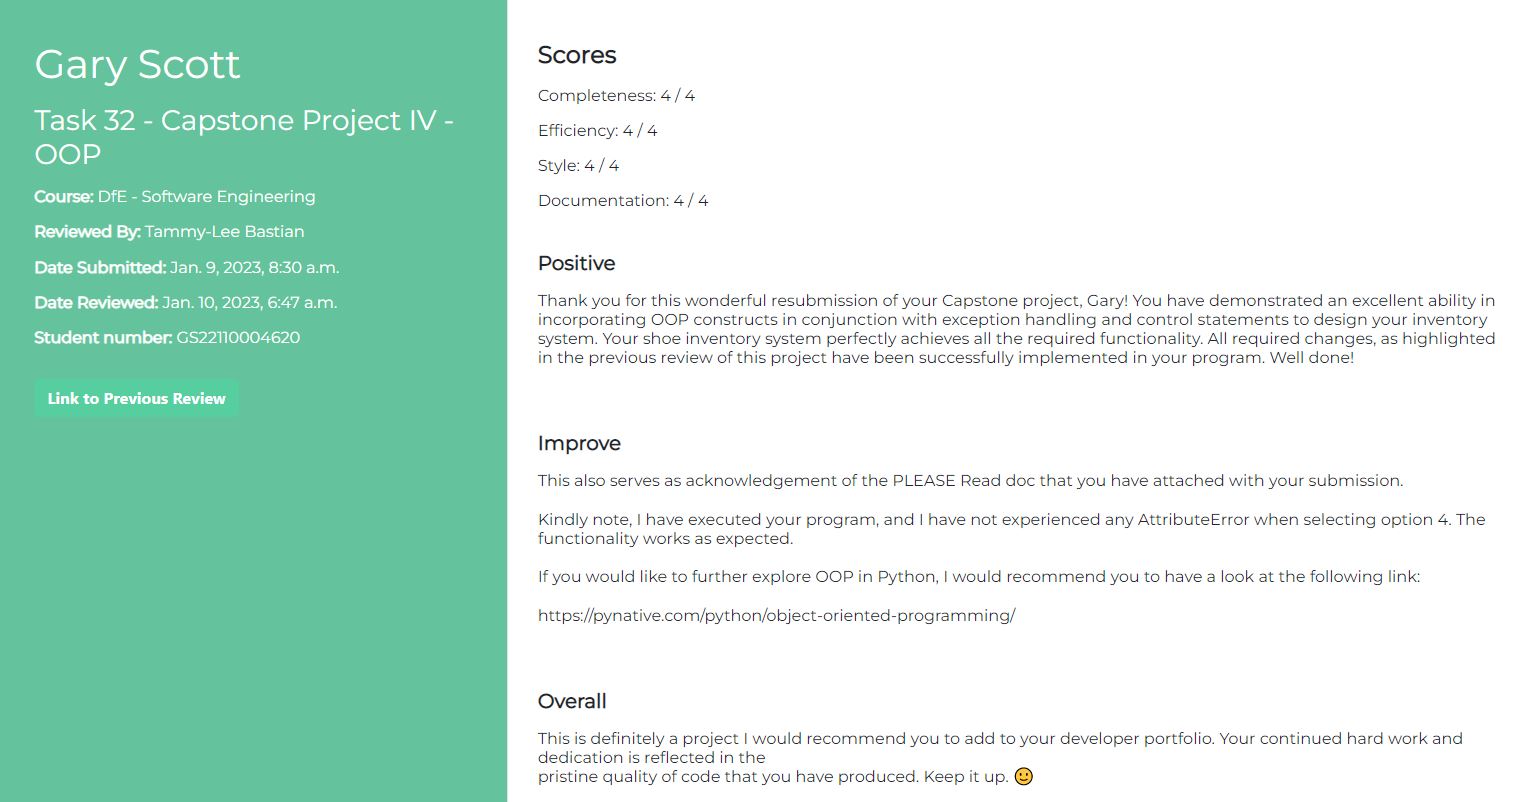 Gary Scott
Task 32 - Capstone Project IV -
OOP
Course: DfE - Software Engineering
Reviewed By: Tammy-Lee Bastian
Date Submitted: Jan. 9, 2023, 8:30 a.m.
Date Reviewed: Jan. 10, 2023, 6:47 a.m.
Student number: GS22110004620
Link to Previous Review
Scores
Completeness: 4 / 4
Efficiency: 4 / 4
Style: 4 / 4
Documentation: 4 / 4
Positive
Thank you for this wonderful resubmission of your Capstone project, Gary! You have demonstrated an excellent ability in
incorporating OOP constructs in conjunction with exception handling and control statements to design your inventory
system. Your shoe inventory system perfectly achieves all the required functionality. All required changes, as highlighted
in the previous review of this project have been successfully implemented in your program. Well done!
Improve
This also serves as acknowledgement of the PLEASE Read doc that you have attached with your submission.
Kindly note, I have executed your program, and I have not experienced any AttributeError when selecting option 4. The
functionality works as expected.
If you would like to further explore OOP in Python, I would recommend you to have a look at the following link:
https://pynative.com/python/object-oriented-programming/
Overall
This is definitely a project I would recommend you to add to your developer portfolio. Your continued hard work and
dedication is reflected in the
pristine quality of code that you have produced. Keep it up. 🙂